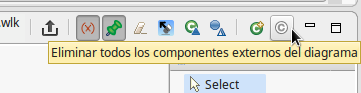 .wlk
(x)
G
©
Eliminar todos los componentes externos del diagrama
Select